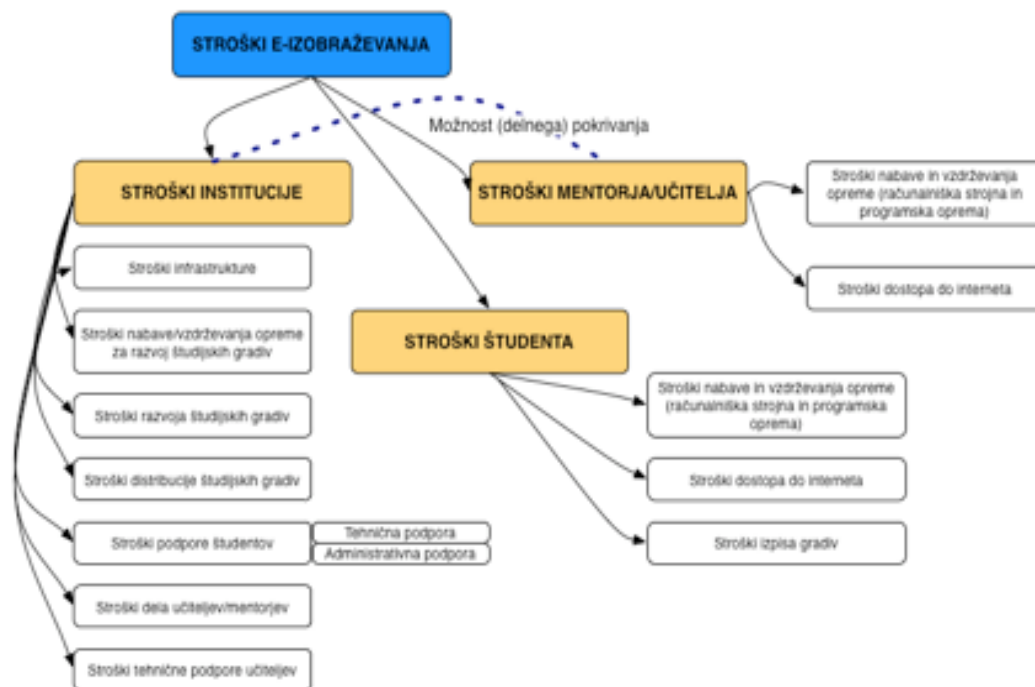 STROŠKI E-IZOBRAŽEVANJA
Možnost (delnega) pokrivanja
STROŠKI INSTITUCIJE
Stroški infrastrukture
Stroški nabave/vzdrževanja opreme
za razvoj študijskih gradiv
Stroški razvoja študijskih gradiv
Stroški distribucije študijskih gradiv
Stroški podpore študentov
Tehnična podpora
Administrativna podpora
Stroški dela učiteljev/mentorjev
Stroški tehnične podpore učiteljev
STROŠKI MENTORJA/UČITELJA
Stroški nabave in vzdrževanja
opreme (računalniška strojna in
programska oprema)
Stroški dostopa do interneta
STROŠKI ŠTUDENTA
Stroški nabave in vzdrževanja opreme
(računalniška strojna in programska
oprema)
Stroški dostopa do interneta
Stroški izpisa gradiv